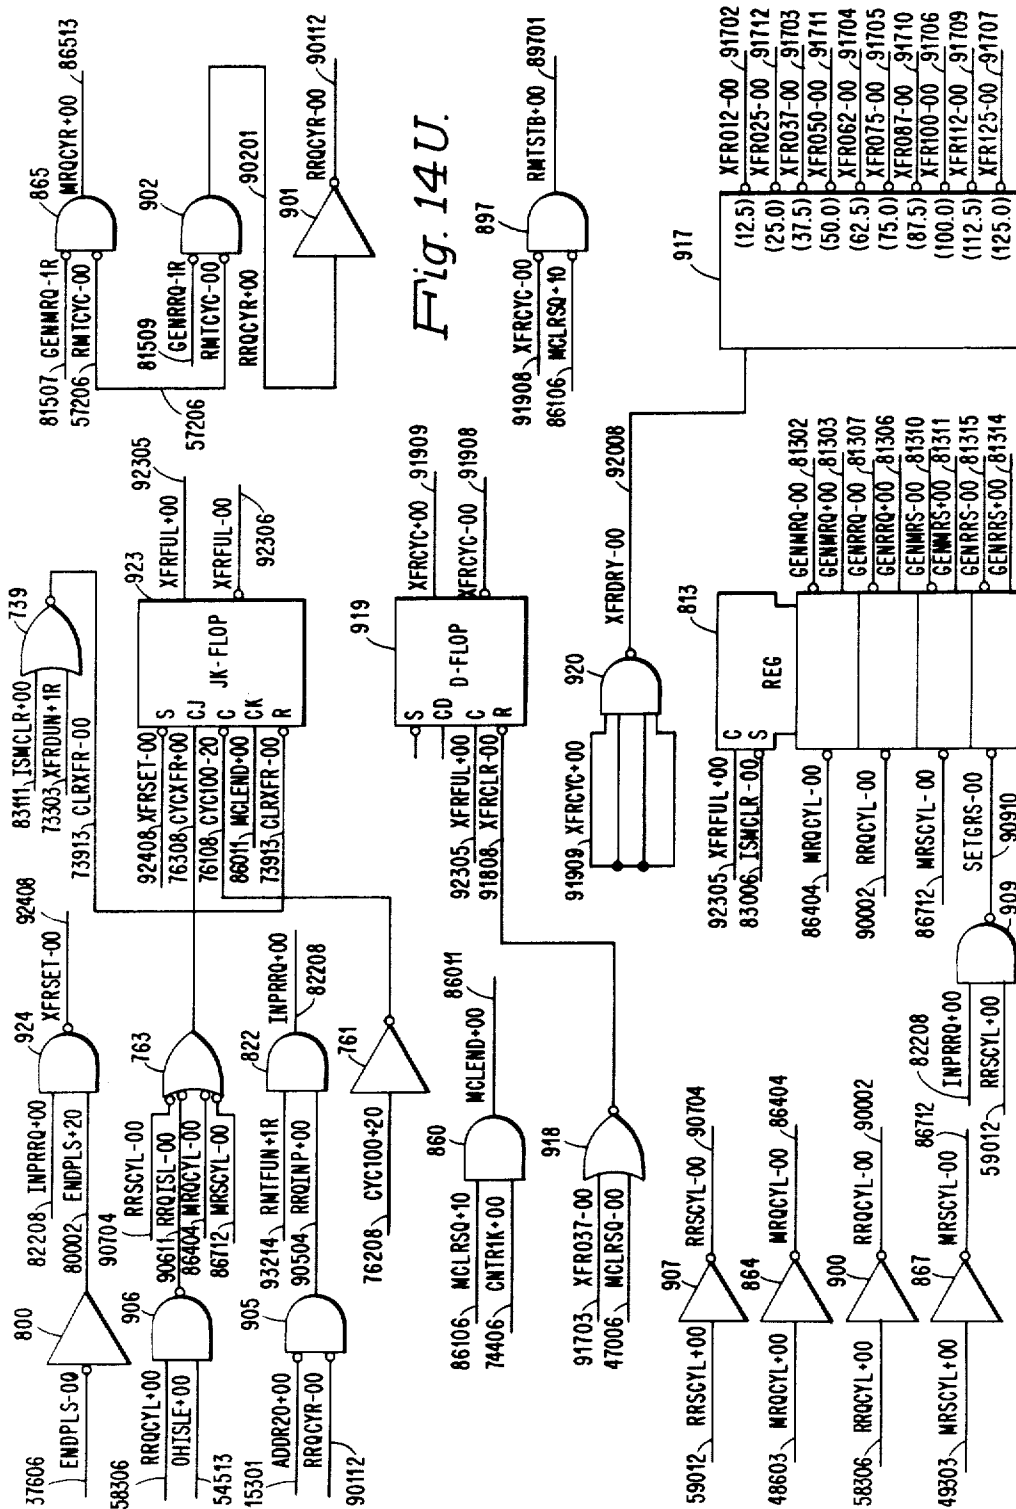 Fig. 14U.
37606 ENDPLS-00
800
80002 ENDPLS+20
82208 INPRRQ+00
924
XFRSET-00 92408
83111 ISMCLR+00
73303 XFRDUN+1R
739
73913 CLRXFR-00
58306 RRQCYL+00
OHISLE+00
54513
906
90704 RRSCYL-00
90611 RRQISL-00
86404 MRQCYL-00
86712 MRSCYL-00
763
15301 ADDR20+00
RRQCYR-00
90112
905
93214 RMTFUN+1R
90504 RRQINP+00
822
INPRRQ+00
82208
76208 CYC100+20
761
92408 XFRSET-00
76308 CYCXFR+00
76108 CYC100-20
86011 MCLEND+00
73913 CLRXFR-00
S
CJ
C
CK
R
JK-FLOP
923
XFRFUL+00 92305
XFRFUL-00
92306
81507 GENMRQ-1R
57206 RMTCYC-00
865
MRQCYR+00 86513
81509
GENRRQ-1R
RMTCYC-00
57206
902
90201
RRQCYR+00
901
RRQCYR-00 90112
86106 MCLRSQ+10
74406 CNTR1K+00
860
MCLEND+00
86011
91703 XFR037-00
47006 MCLRSQ-00
918
92305 XFRFUL+00
91808 XFRCLR-00
S
CD
C
R
D-FLOP
919
XFRCYC+00 91909
XFRCYC-00 91908
91908 XFRCYC-00
86106 MCLRSQ+10
897
RMTSTB+00 89701
91909 XFRCYC+00
920
XFRDRY-00
92008
917
(12.5) XFR012-00 91702
(25.0) XFR025-00 91712
(37.5) XFR037-00 91703
(50.0) XFR050-00 91711
(62.5) XFR062-00 91704
(75.0) XFR075-00 91705
(87.5) XFR087-00 91710
(100.0) XFR100-00 91706
(112.5) XFR112-00 91709
(125.0) XFR125-00 91707
59012 RRSCYL+00
907
RRSCYL-00 90704
48603 MRQCYL+00
864
MRQCYL-00 86404
58306 RRQCYL+00
900
RRQCYL-00 90002
49303 MRSCYL+00
867
MRSCYL-00 86712
82208
INPRRQ+00
RRSCYL+00
59012
909
90910
92305 XFRFUL+00
83006 ISMCLR-00
86404 MRQCYL-00
90002 RRQCYL-00
86712 MRSCYL-00
SETGRS-00
C
S
REG
813
GENMRQ-00 81302
GENMRQ+00 81303
GENRRQ-00 81307
GENRRQ+00 81306
GENMRS-00 81310
GENMRS+00 81311
GENRRS-00 81315
GENRRS+00 81314